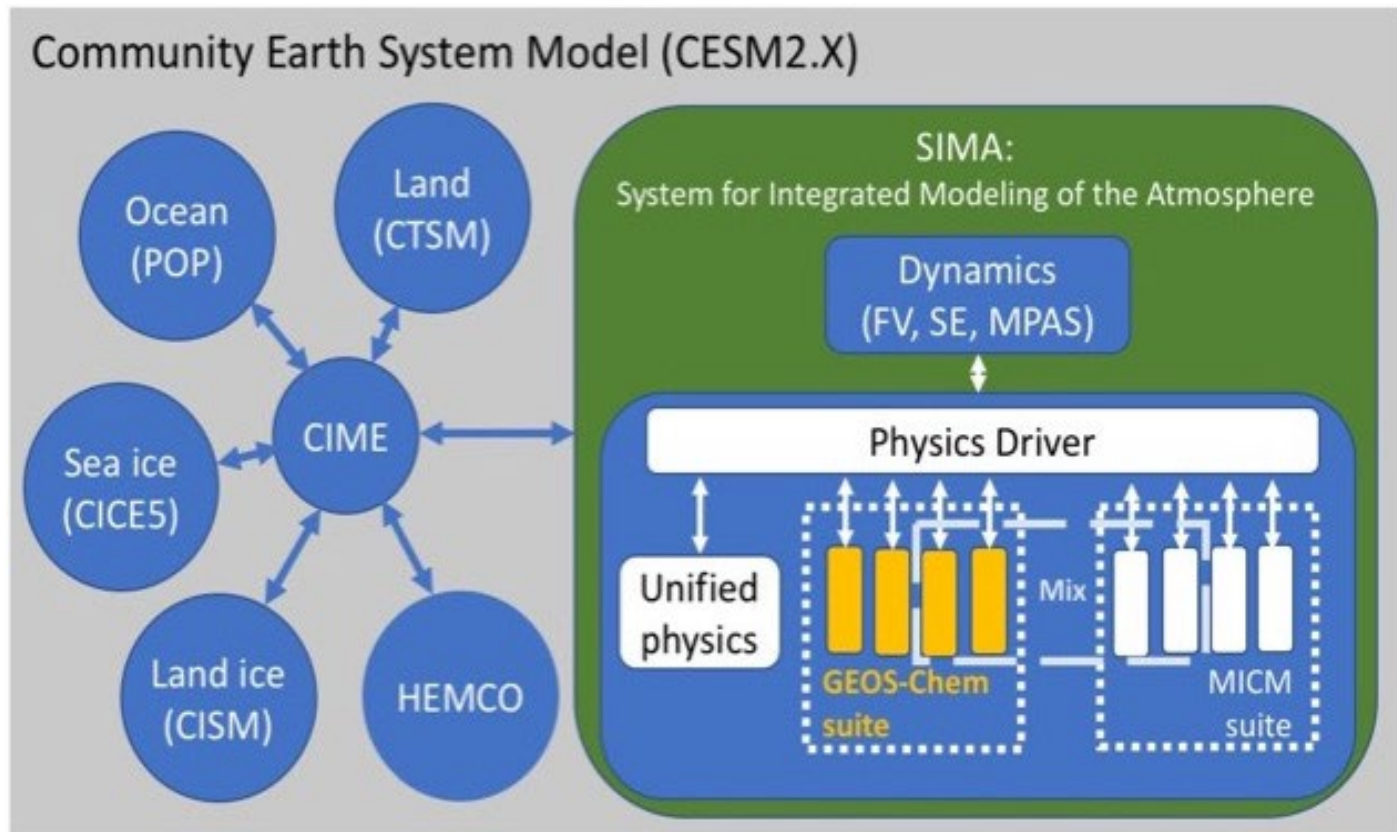 Community Earth System Model (CESM2.X)
Ocean
(POP)
Land
(CTSM)
Sea ice
(CICE5)
CIME
Land ice
(CISM)
HEMCO
SIMA:
System for Integrated Modeling of the Atmosphere
Dynamics
(FV, SE, MPAS)
Physics Driver
Unified
physics
GEOS-Chem
suite
Mix
MICM
suite